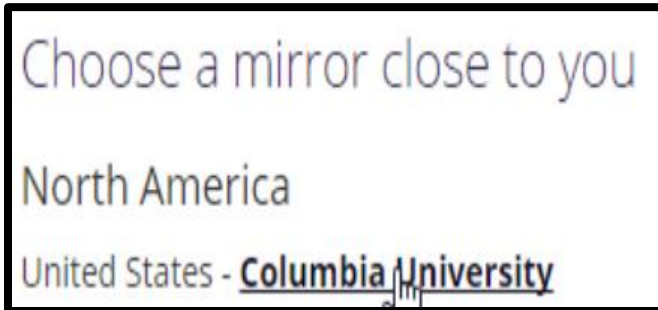 Choose a mirror close to you
North America
United States - Columbia University